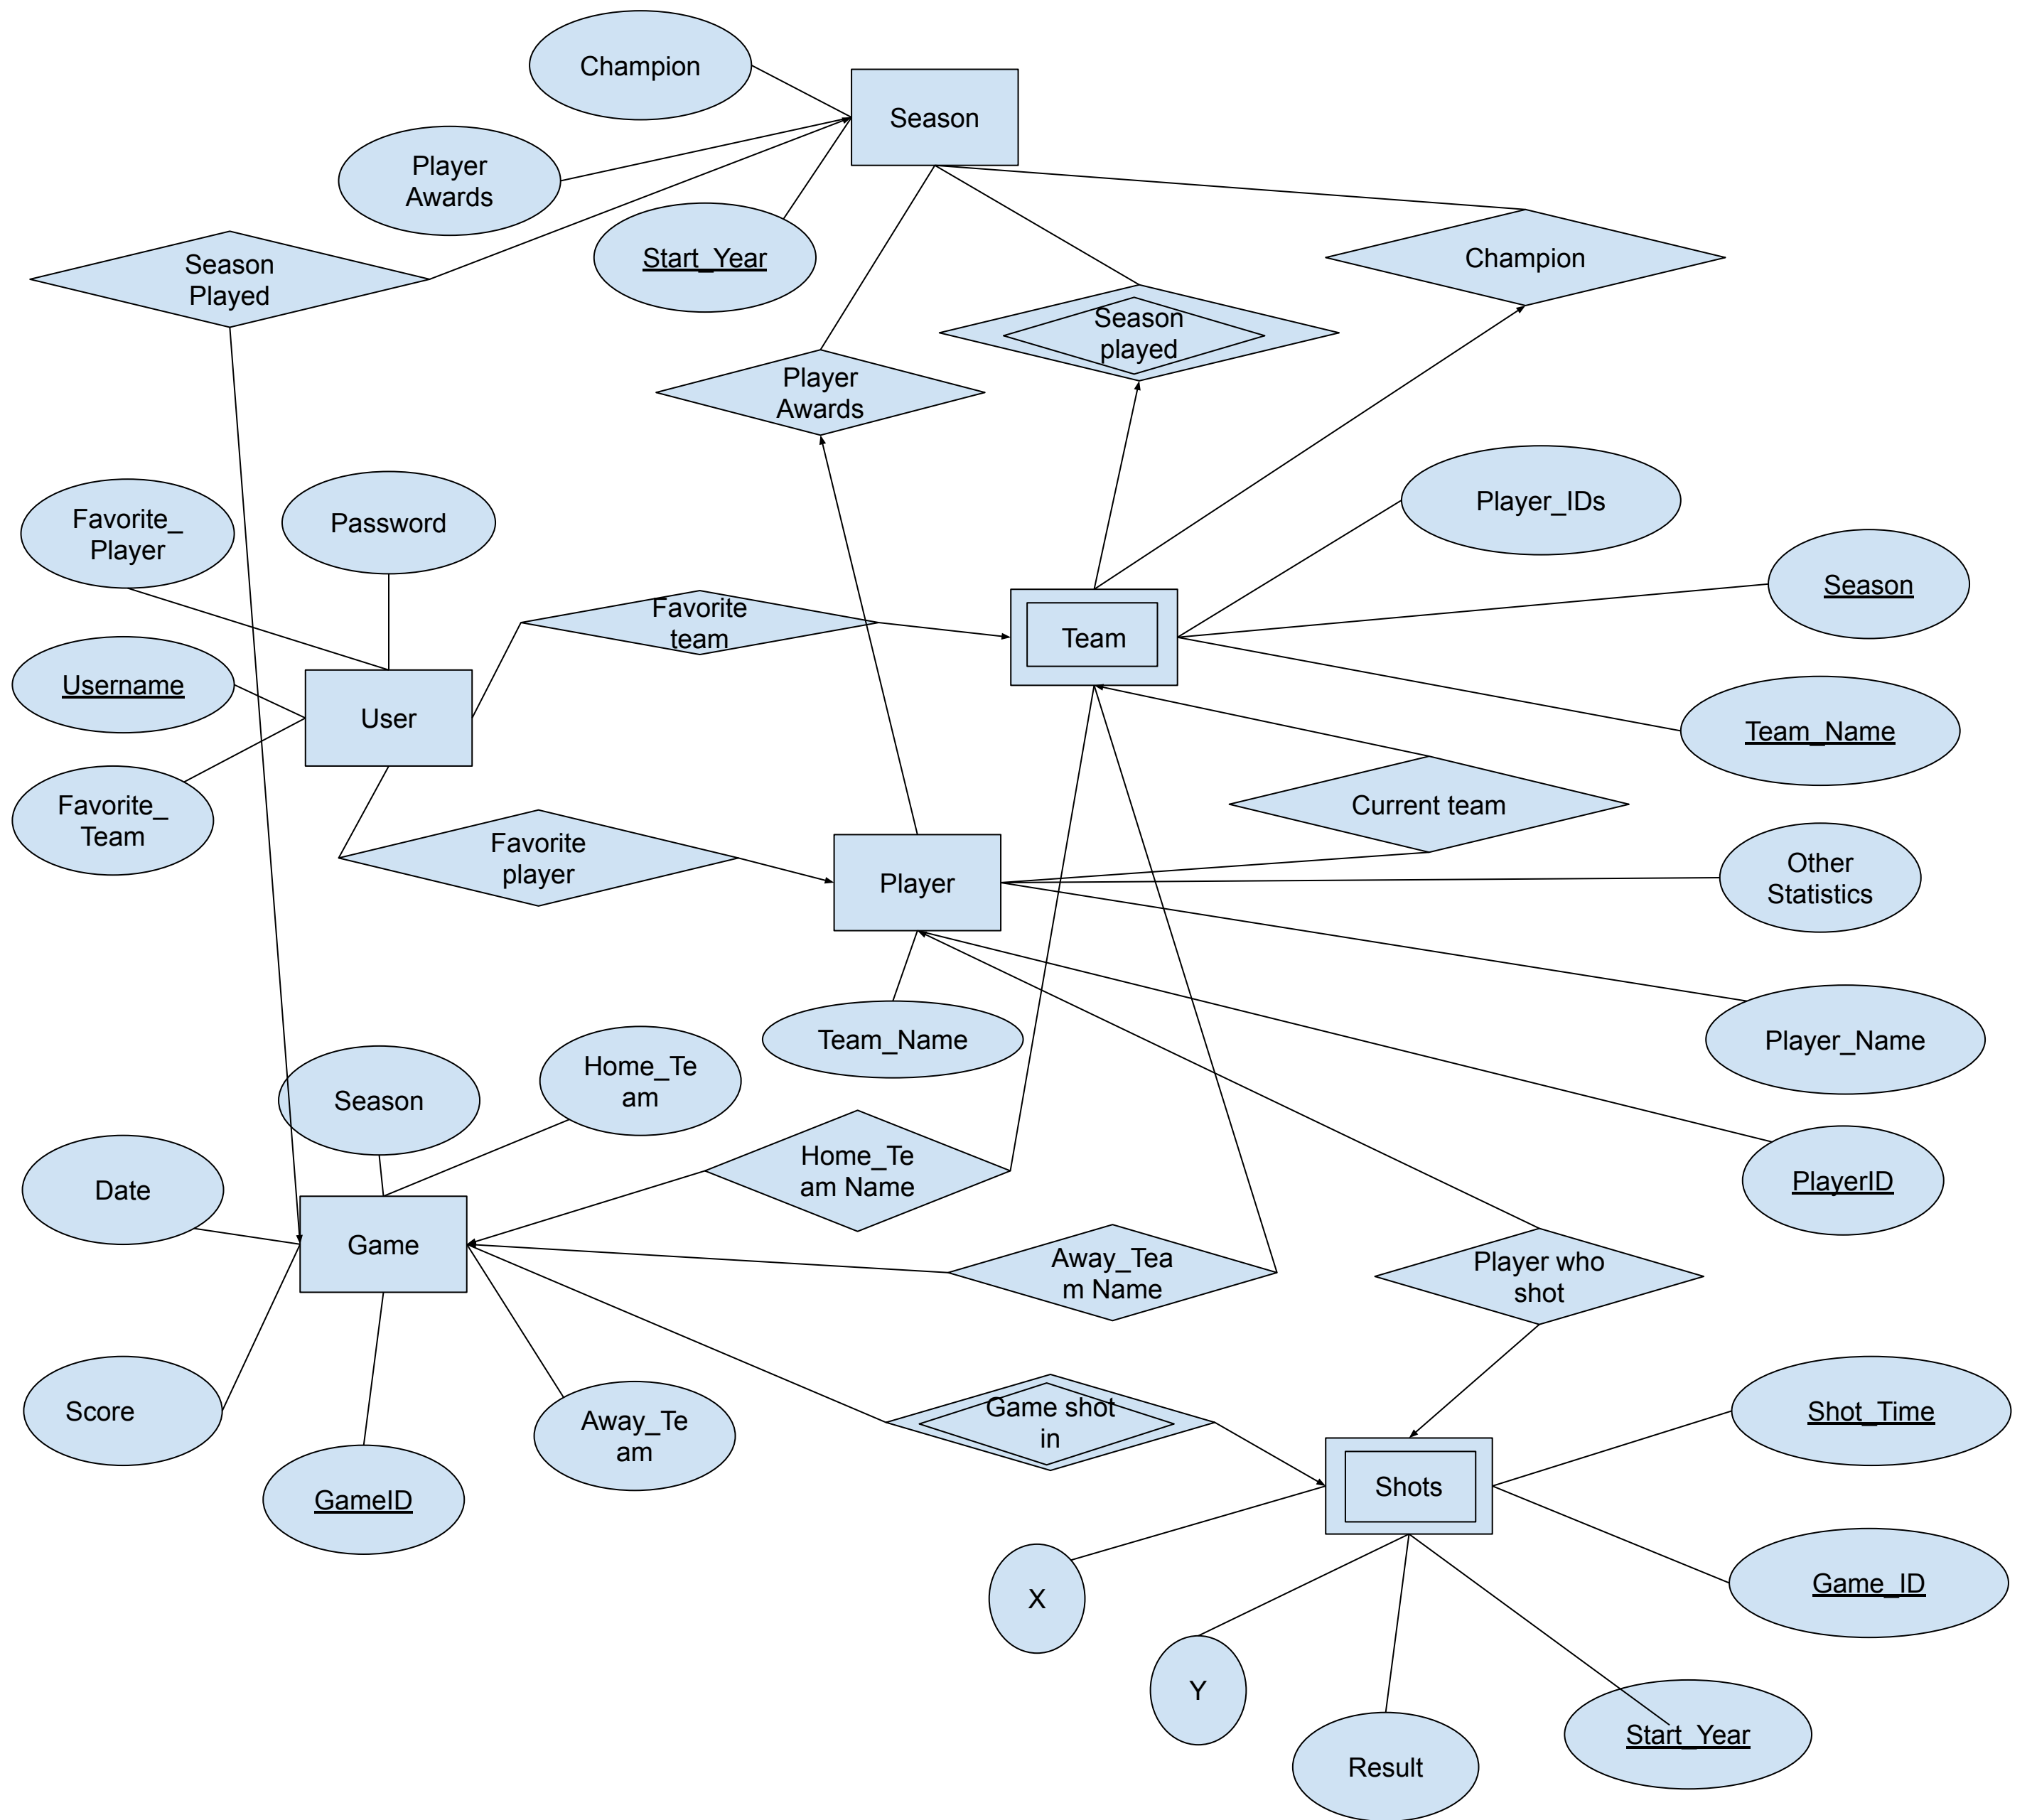 Champion
Season
Player
Awards
Start_Year
Season
Played
Champion
Season
played
Player
Awards
Favorite_
Player
Password
Player_IDs
Season
Favorite
team
Team
Username
User
Team_Name
Favorite_
Team
Current team
Favorite
player
Player
Other
Statistics
Team_Name
Player_Name
Season
Home_Te
am
Date
Home_Te
am Name
PlayerID
Game
Away_Tea
m Name
Player who
shot
Score
Away_Te
am
Game shot
in
Shot_Time
GameID
Shots
X
Game_ID
Y
Result
Start_Year